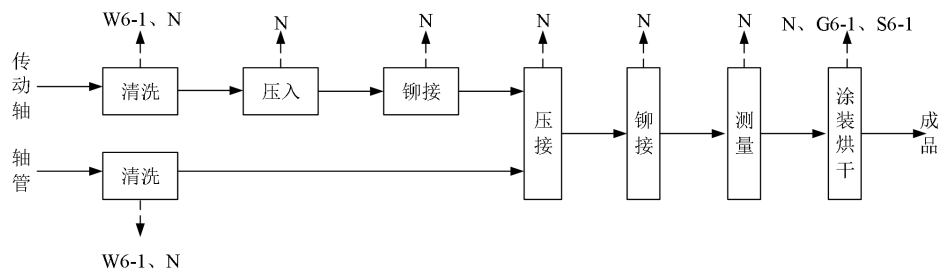 W6-1、N
N
N
N
N
N
N、G6-1、S6-1
传动轴
清洗
压入
铆接
压接
铆接
测量
涂装烘干
成品
轴管
清洗
W6-1、N